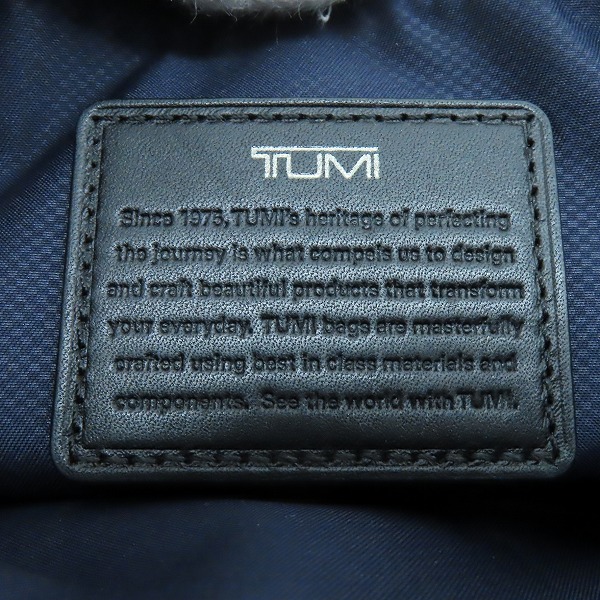 TUMI
Since 1975, TUMI's heritage of perfecting
the journey is what compels us to design
and craft beautiful products that transform
your everyday. TUMI bags are masterfully
crafted using best in class materials and
components. See the world with TUMI.